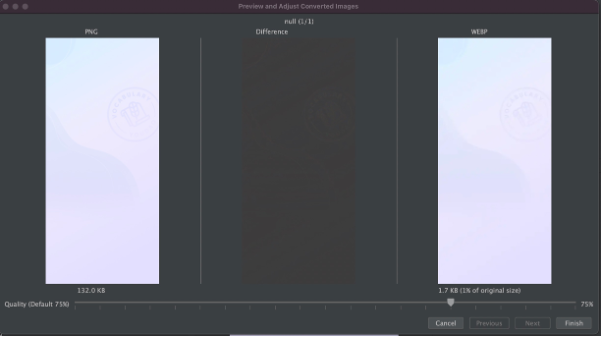 Preview and Adjust Converted Images
null (1/1)
PNG
Difference
WEBP
132.0 KB
1.7 KB (1% of original size)
Quality (Default 75%)
75%
Cancel
Previous
Next
Finish